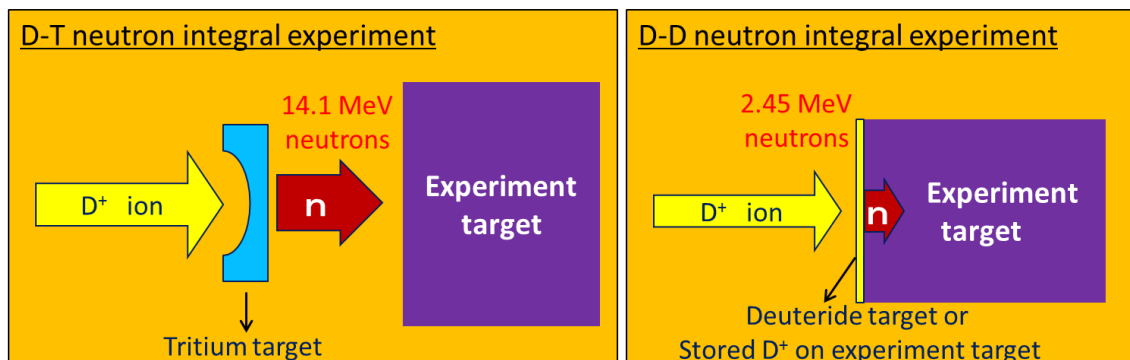 D-T neutron integral experiment
14.1 MeV
neutrons
D+ ion
n
Experiment
target
Tritium target
D-D neutron integral experiment
2.45 MeV
neutrons
D+ ion
n
Experiment
target
Deuteride target or
Stored D+ on experiment target